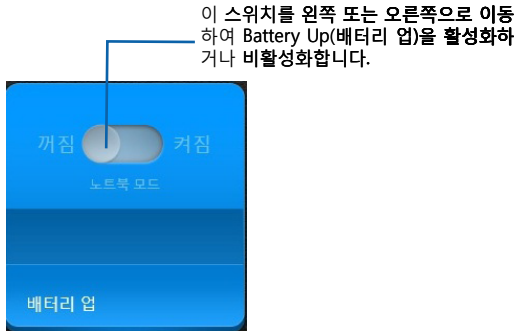 이 스위치를 왼쪽 또는 오른쪽으로 이동
하여 Battery Up(배터리 업)을 활성화하
거나 비활성화합니다.
꺼짐 켜짐
노트북 모드
배터리 업